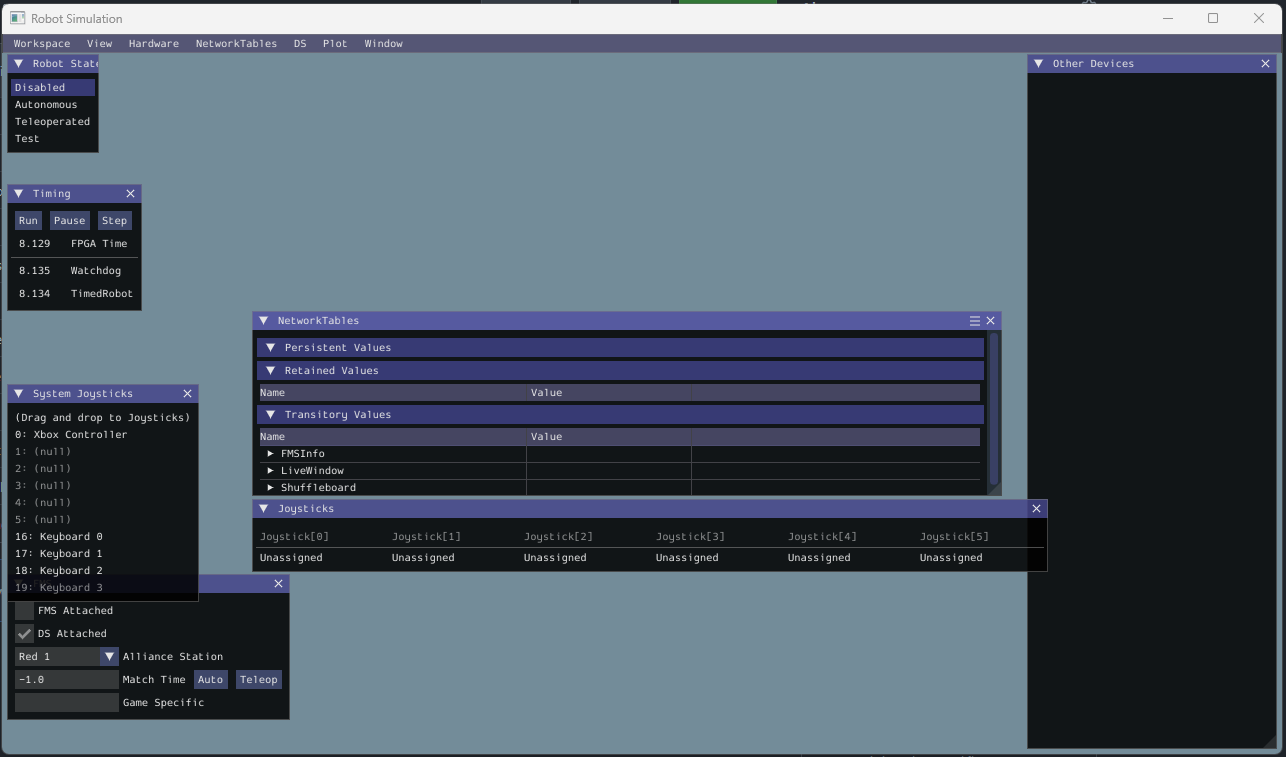 Robot Simulation
Workspace View Hardware NetworkTables DS Plot Window
Robot State
Disabled
Autonomous
Teleoperated
Test
Other Devices
Timing
Run Pause Step
8.129 FPGA Time
8.135 Watchdog
8.134 TimedRobot
NetworkTables
Persistent Values
Retained Values
Name Value
Transitory Values
Name Value
FMSInfo
LiveWindow
Shuffleboard
System Joysticks
(Drag and drop to Joysticks)
0: Xbox Controller
1: (null)
2: (null)
3: (null)
4: (null)
5: (null)
16: Keyboard 0
17: Keyboard 1
18: Keyboard 2
19: Keyboard 3
Joysticks
Joystick[0] Joystick[1] Joystick[2] Joystick[3] Joystick[4] Joystick[5]
Unassigned Unassigned Unassigned Unassigned Unassigned Unassigned
FMS Attached
DS Attached
Red 1 Alliance Station
-1.0 Match Time Auto Teleop
Game Specific